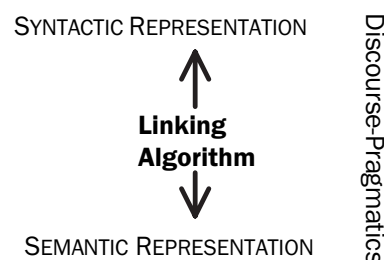 SYNTACTIC REPRESENTATION
Linking
Algorithm
SEMANTIC REPRESENTATION
Discourse-Pragmatics